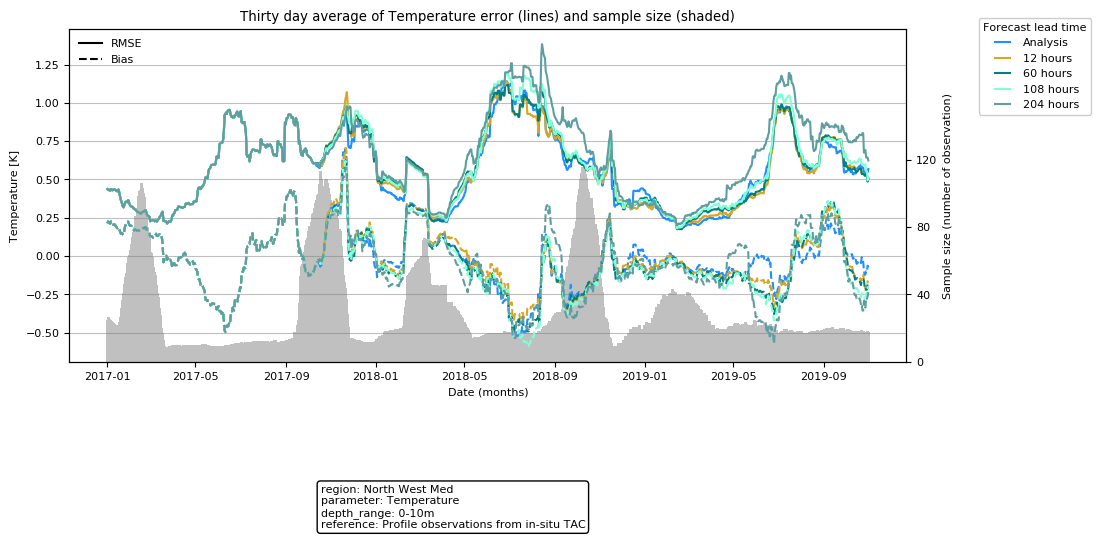 Thirty day average of Temperature error (lines) and sample size (shaded)
Forecast lead time
Analysis
12 hours
60 hours
108 hours
204 hours
RMSE
Bias
1.25
1.00
0.75
0.50
0.25
0.00
−0.25
−0.50
Temperature [K]
120
80
40
0
Sample size (number of observation)
2017-01 2017-05 2017-09 2018-01 2018-05 2018-09 2019-01 2019-05 2019-09
Date (months)
region: North West Med
parameter: Temperature
depth_range: 0-10m
reference: Profile observations from in-situ TAC